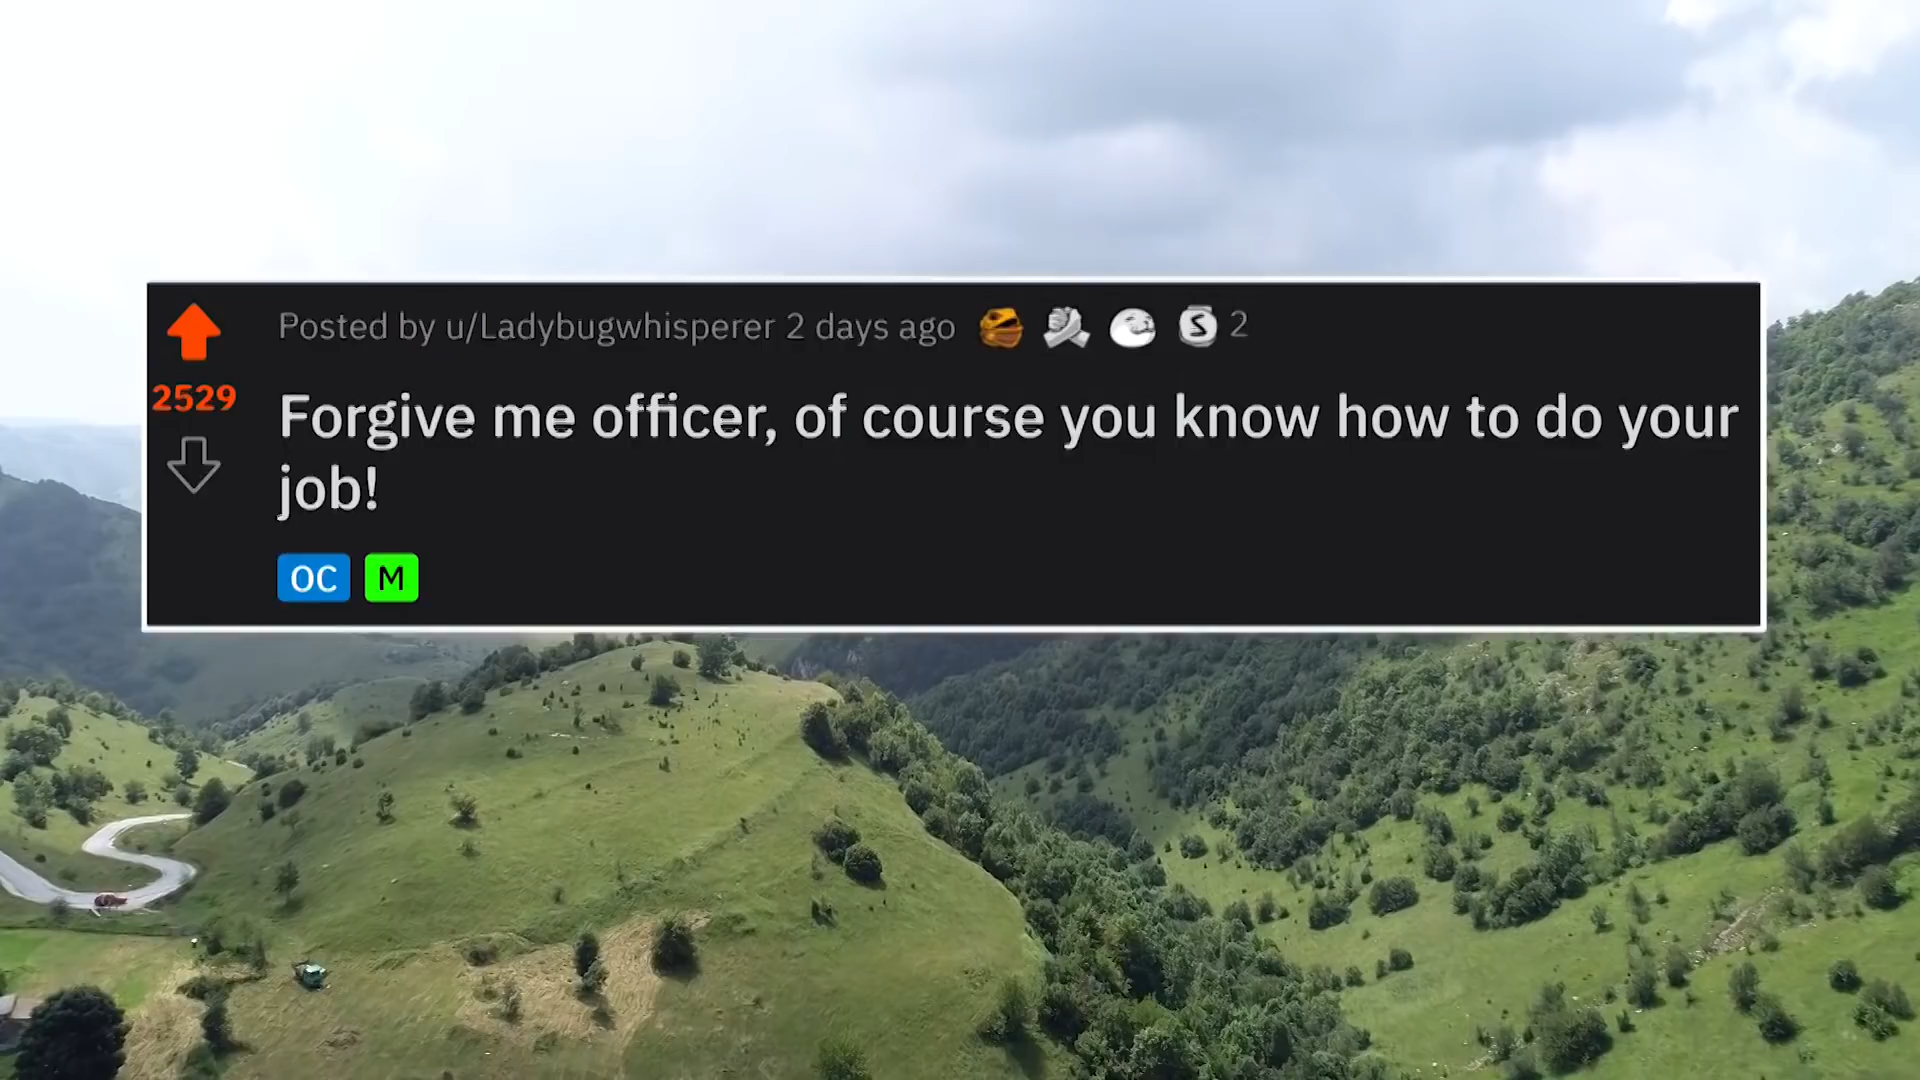 Posted by u/Ladybugwhisperer 2 days ago S 2
2529
Forgive me officer, of course you know how to do your
job!
OC M